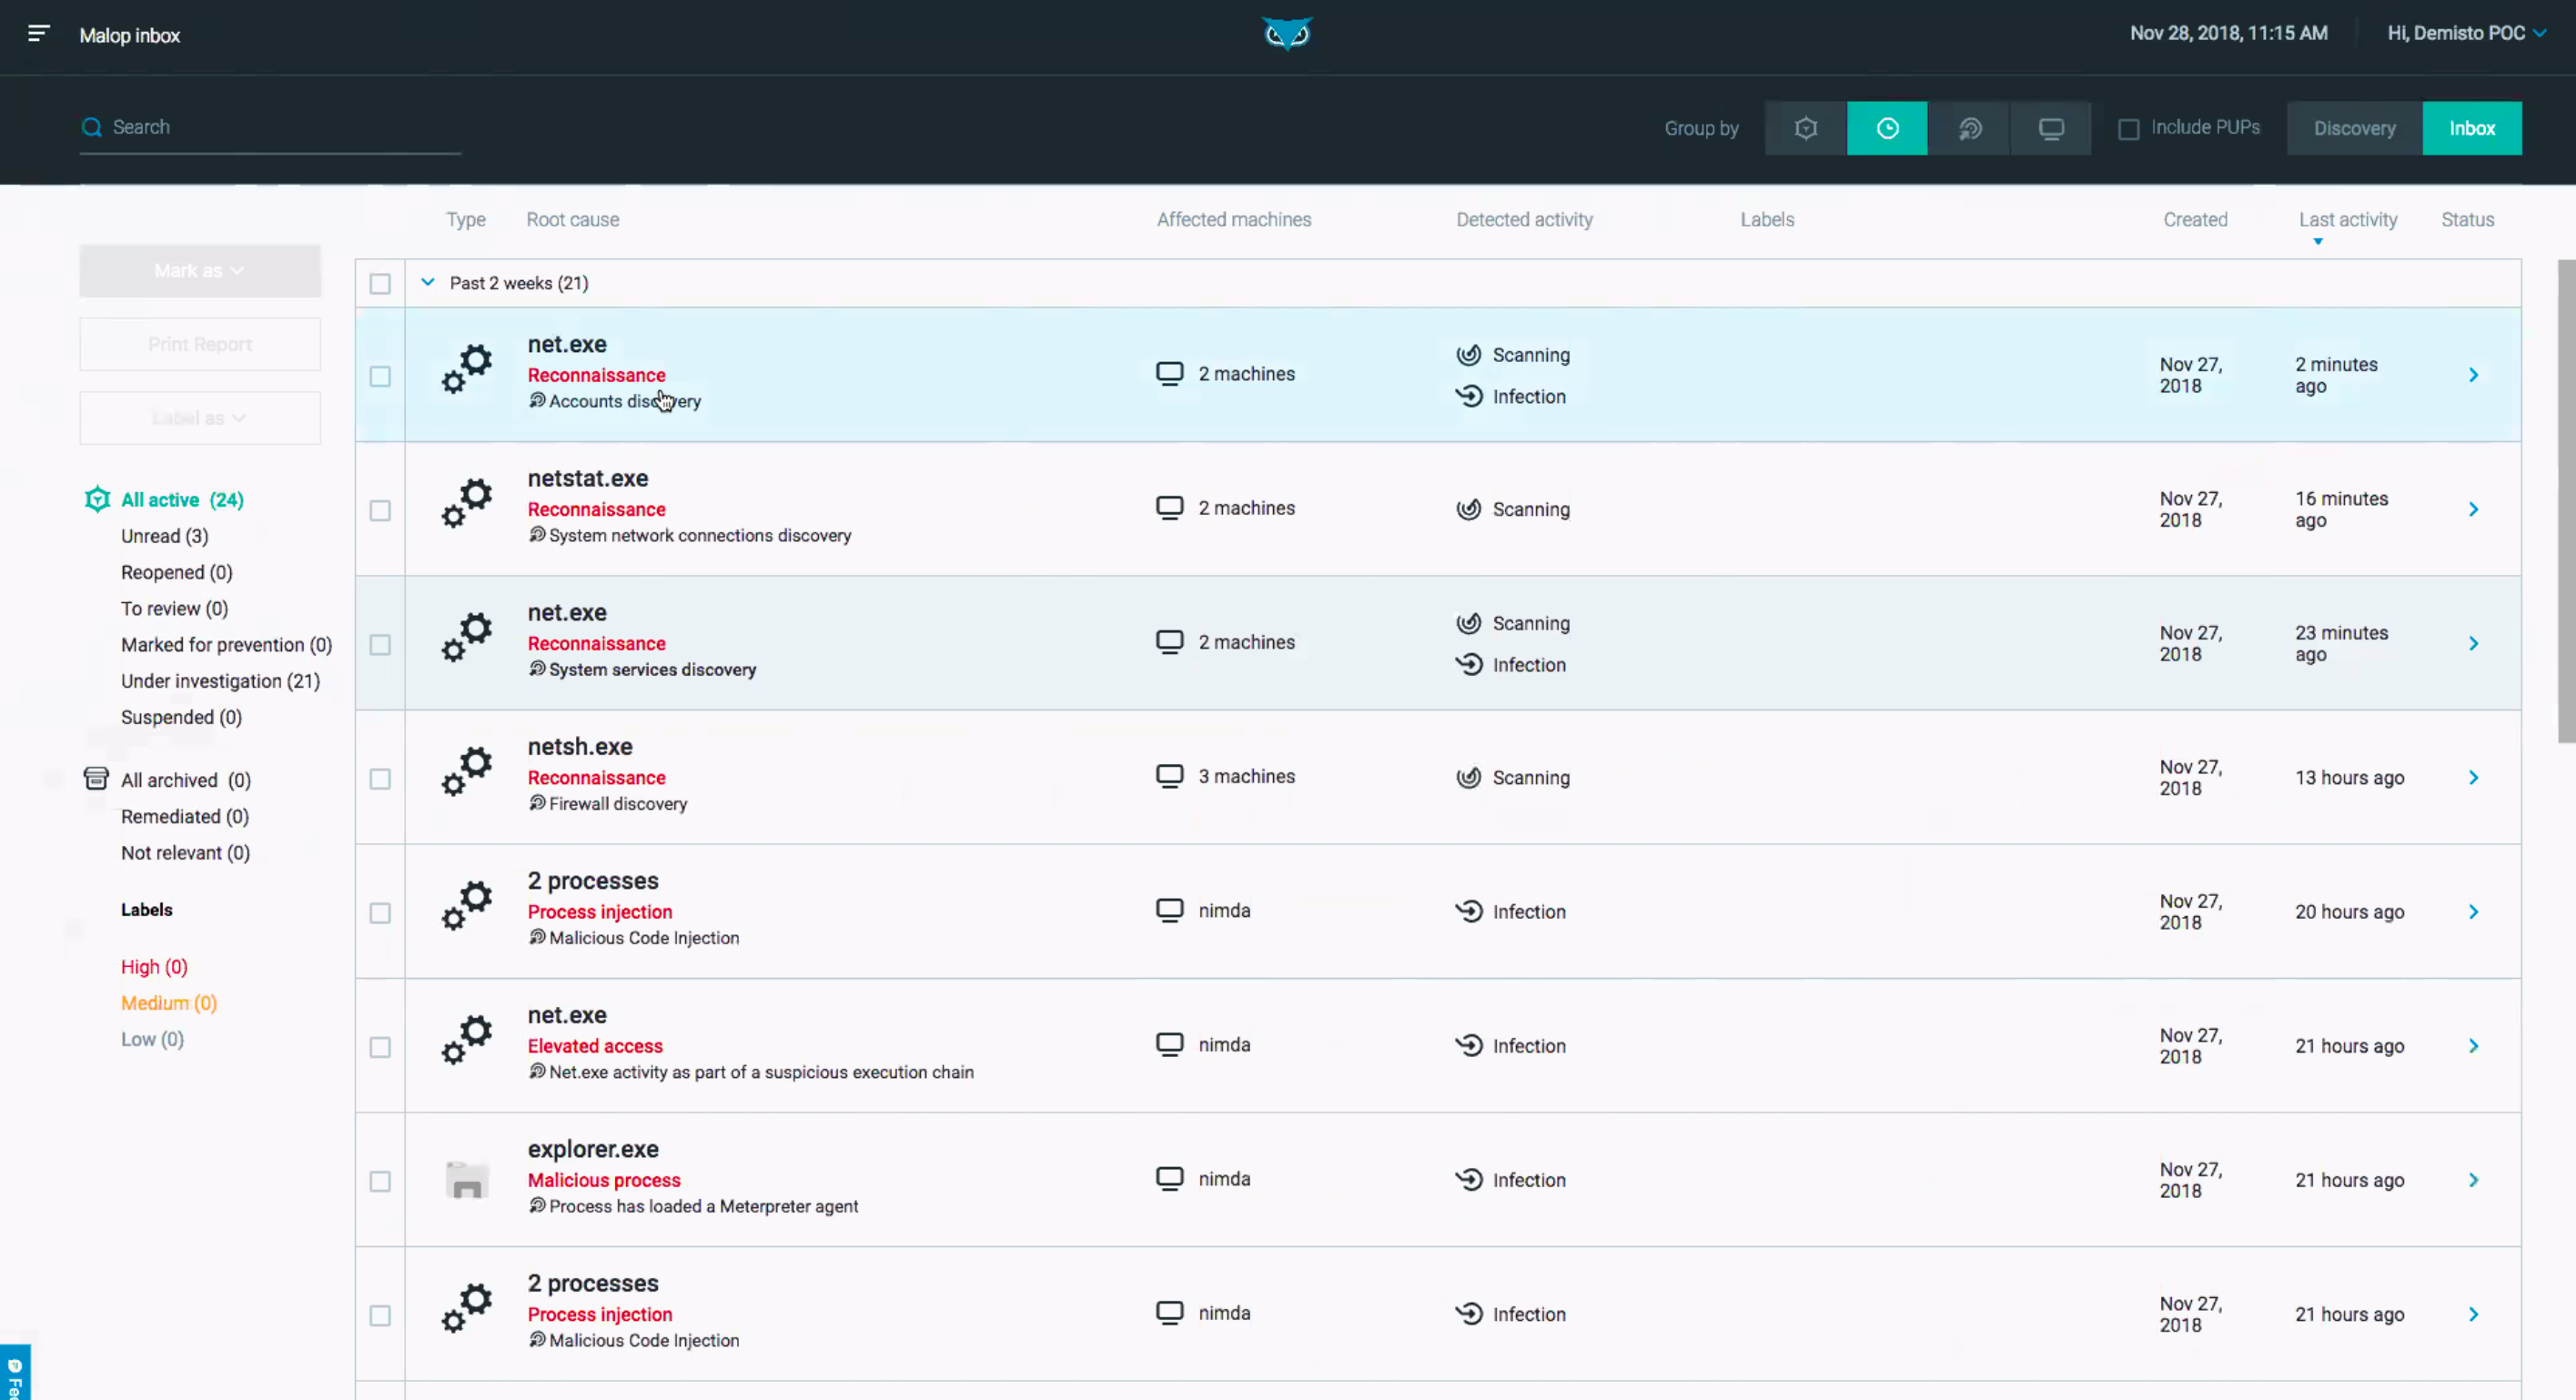 Malop inbox
Nov 28, 2018, 11:15 AM
Hi, Demisto POC
Search
Group by
Include PUPs
Discovery
Inbox
Type
Root cause
Affected machines
Detected activity
Labels
Created
Last activity
Status
Mark as
Print Report
Label as
All active (24)
Unread (3)
Reopened (0)
To review (0)
Marked for prevention (0)
Under investigation (21)
Suspended (0)
All archived (0)
Remediated (0)
Not relevant (0)
Labels
High (0)
Medium (0)
Low (0)
Past 2 weeks (21)
net.exe
Reconnaissance
Accounts discovery
2 machines
Scanning
Infection
Nov 27,
2018
2 minutes
ago
netstat.exe
Reconnaissance
System network connections discovery
2 machines
Scanning
Nov 27,
2018
16 minutes
ago
net.exe
Reconnaissance
System services discovery
2 machines
Scanning
Infection
Nov 27,
2018
23 minutes
ago
netsh.exe
Reconnaissance
Firewall discovery
3 machines
Scanning
Nov 27,
2018
13 hours ago
2 processes
Process injection
Malicious Code Injection
nimda
Infection
Nov 27,
2018
20 hours ago
net.exe
Elevated access
Net.exe activity as part of a suspicious execution chain
nimda
Infection
Nov 27,
2018
21 hours ago
explorer.exe
Malicious process
Process has loaded a Meterpreter agent
nimda
Infection
Nov 27,
2018
21 hours ago
2 processes
Process injection
Malicious Code Injection
nimda
Infection
Nov 27,
2018
21 hours ago